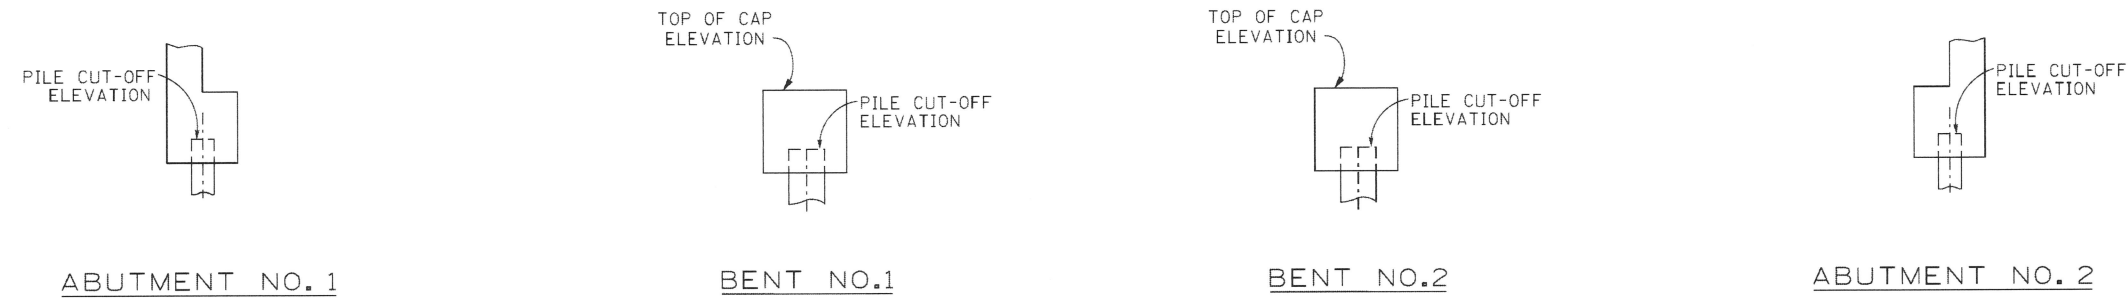 PILE CUT-OFF
ELEVATION
ABUTMENT NO. 1
TOP OF CAP
ELEVATION
PILE CUT-OFF
ELEVATION
BENT NO.1
TOP OF CAP
ELEVATION
PILE CUT-OFF
ELEVATION
BENT NO.2
PILE CUT-OFF
ELEVATION
ABUTMENT NO. 2